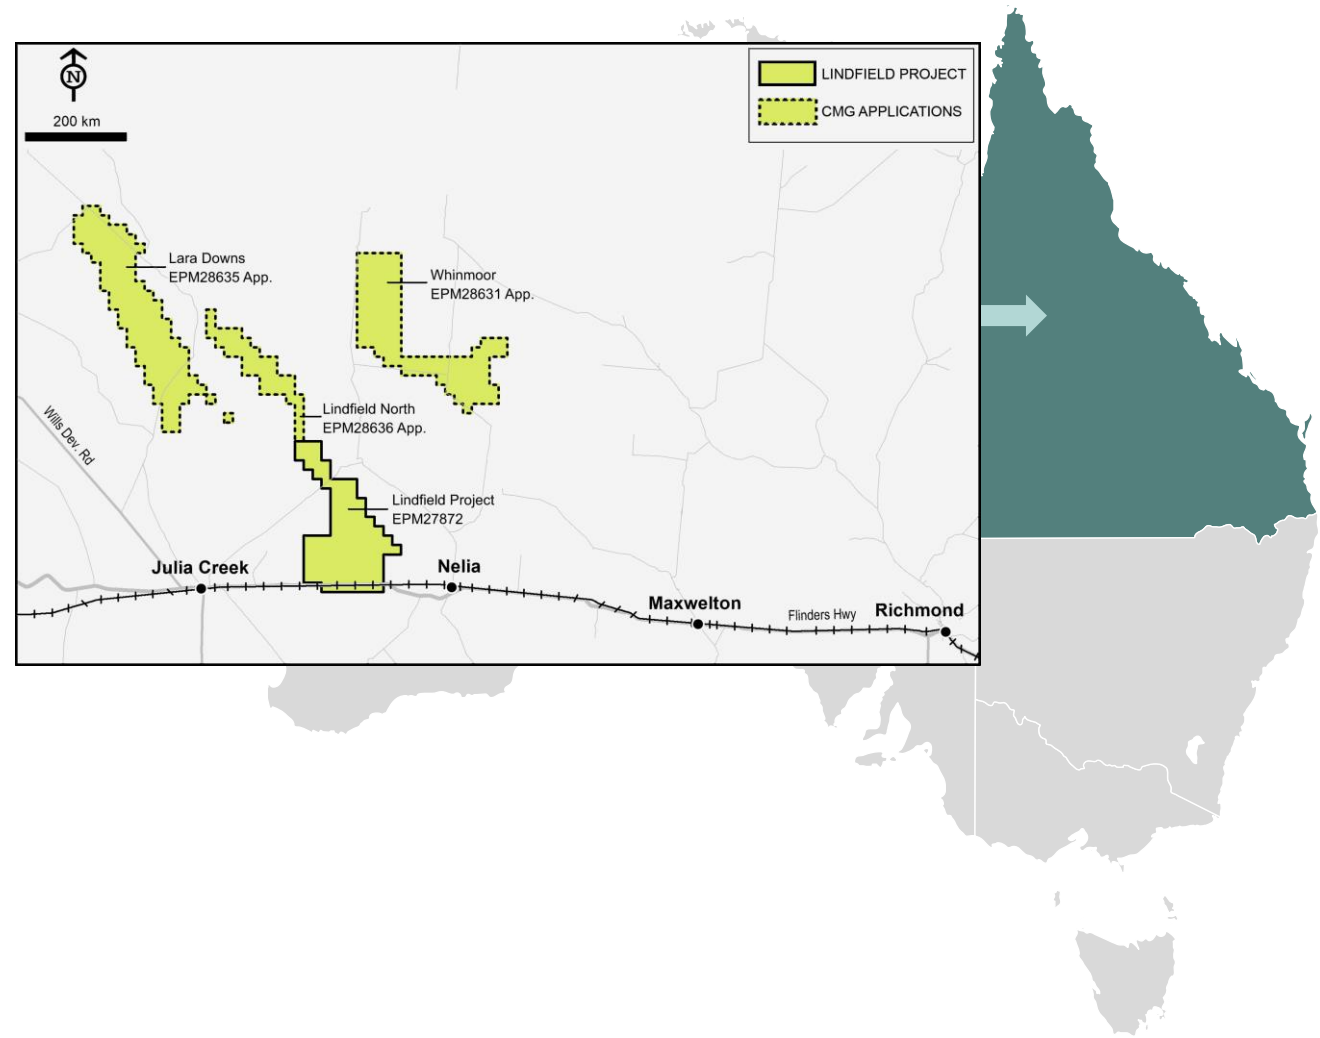 N
200 km
LINDFIELD PROJECT
CMG APPLICATIONS
Lara Downs
EPM28635 App.
Whinmoor
EPM28631 App.
Lindfield North
EPM28636 App.
Wills Dev. Rd
Lindfield Project
EPM27872
Julia Creek
Nelia
Maxwelton
Flinders Hwy
Richmond